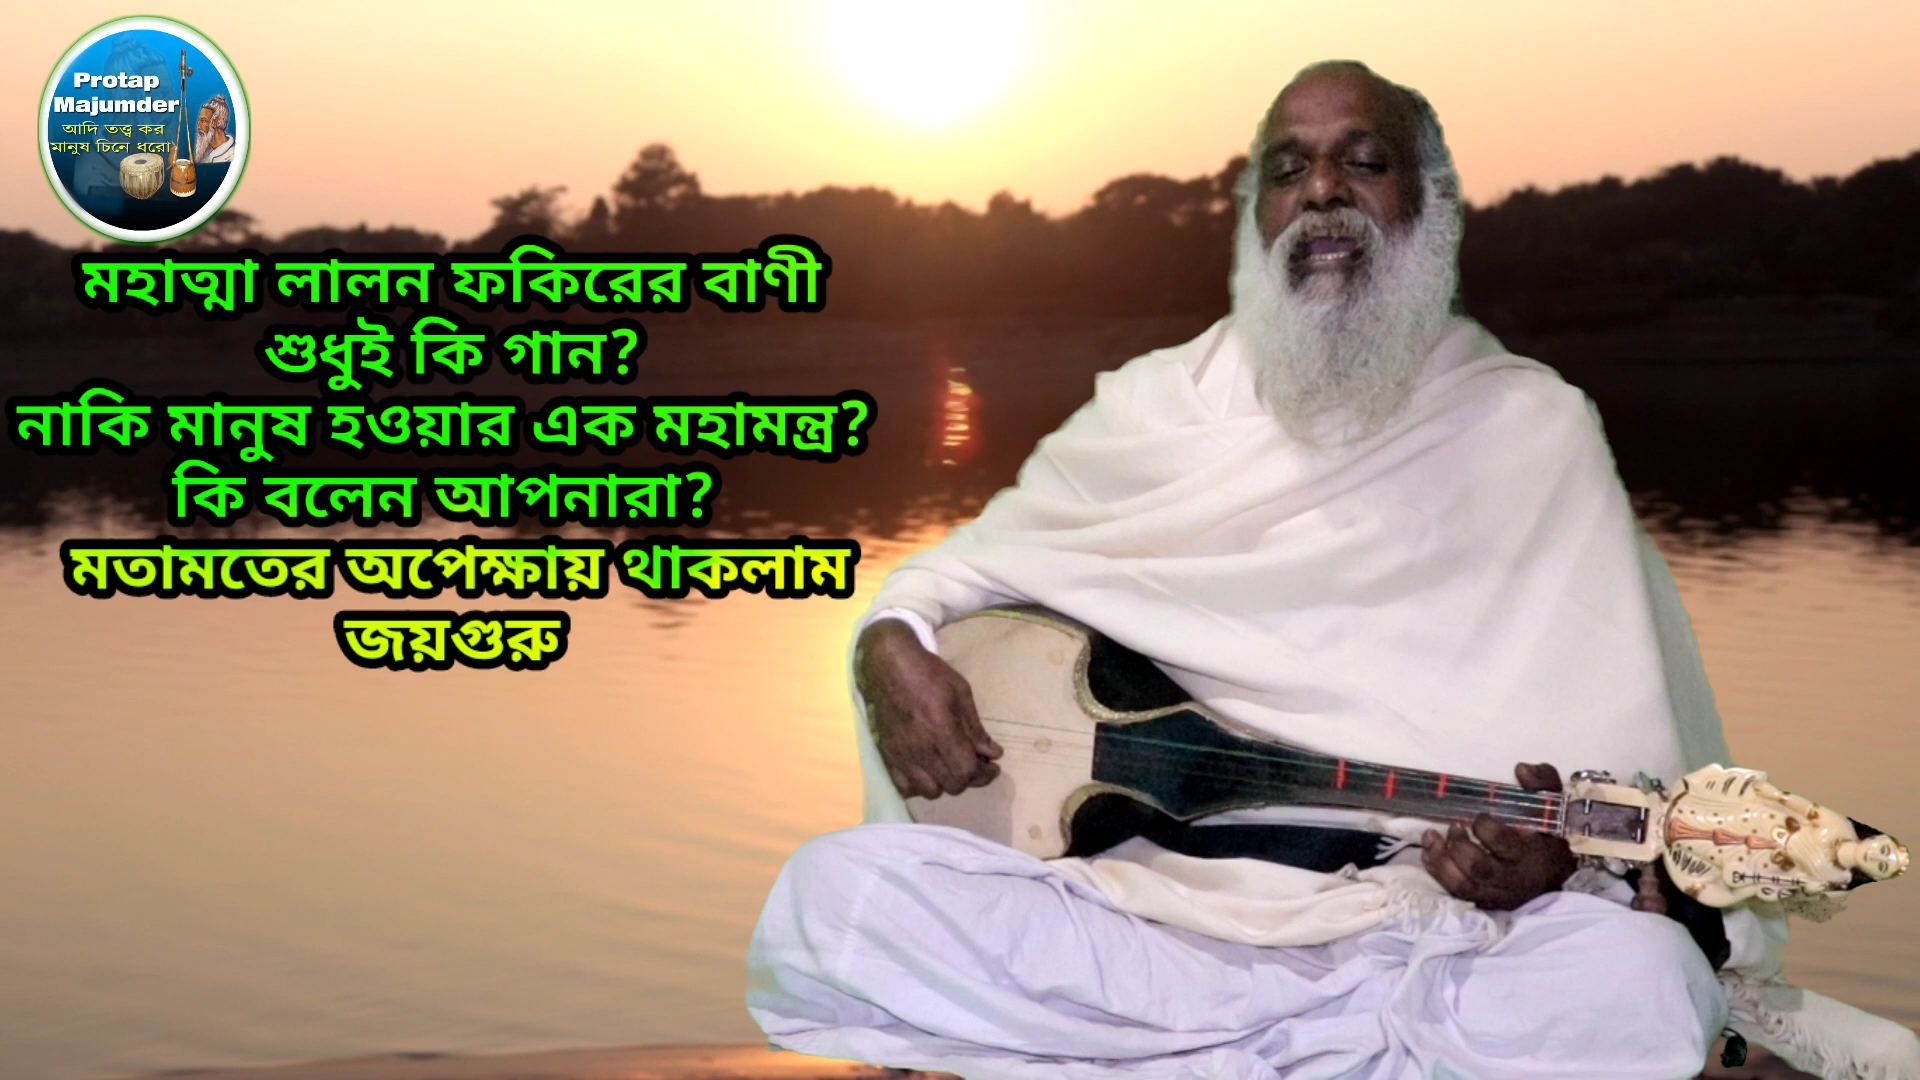 Protap
Majumder
আদি তত্ত্ব কর
মানুষ চিনে ধরো
মহাত্মা লালন ফকিরের বাণী
শুধুই কি গান?
নাকি মানুষ হওয়ার এক মহামন্ত্র?
কি বলেন আপনারা?
মতামতের অপেক্ষায় থাকলাম
জয়গুরু